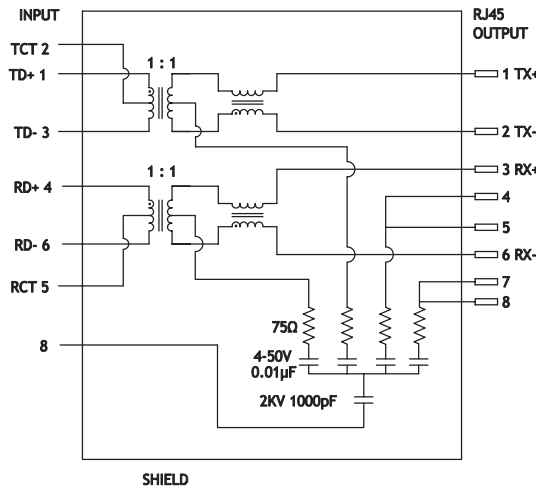 INPUT
RJ45
OUTPUT
TCT 2
TD+ 1
1 : 1
1 TX+
TD- 3
2 TX-
1 : 1
3 RX+
RD+ 4
4
5
RD- 6
6 RX-
RCT 5
7
8
75Ω
8
4-50V
0.01µF
2KV 1000pF
SHIELD